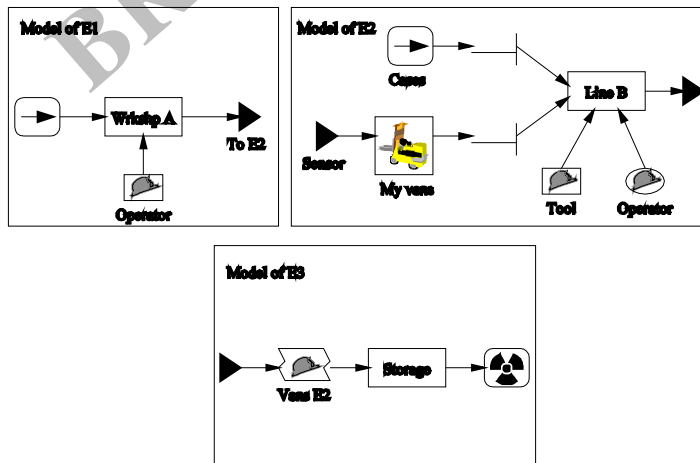 Model of E1
Wrkshp A
To E2
Operator
Model of E2
Cases
Line B
Sensor
My vans
Tool
Operator
Model of E3
Storage
Vans E2